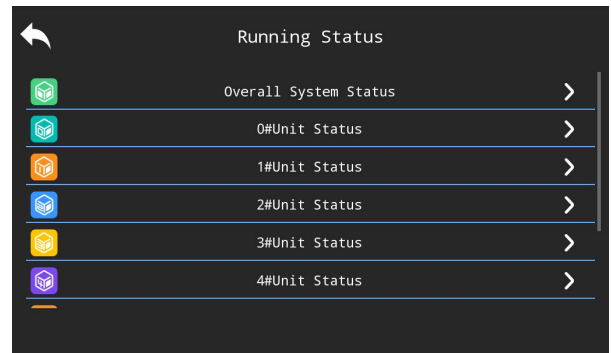 Running Status
Overall System Status
0#Unit Status
1#Unit Status
2#Unit Status
3#Unit Status
4#Unit Status